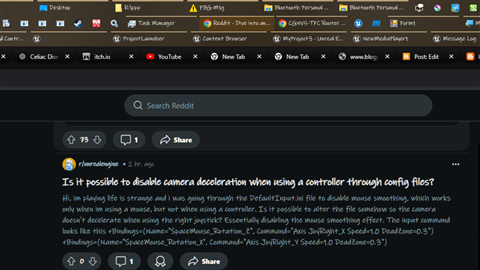 Desktop
Bluetooth Personal ...
Bluetooth Personal ...
Task Manager
Reddit - Dive into an...
CGNVS-TFC Router ...
Form1
ProjectLauncher
Content Browser
MyProject3 - Unreal E...
NewMediaPlayer1
Message Log
Celiac Dise
itch.io
YouTube
New Tab
New Tab
www.blog
Post: Edit
Search Reddit
73
1
Share
r/unrealengine • 2 hr. ago
Is it possible to disable camera deceleration when using a controller through config files?
Hi, im playing life is strange and i was going through the DefaultInput.ini file to disable mouse smoothing, which works
only when im using a mouse, but not when using a controller. Is it possible to alter the file somehow so the camera
doesn't decelerate when using the right joystick? Essentially disabling the mouse smoothing effect. The input command
looks like this +Bindings=(Name="SpaceMouse_Rotation_Z", Command="Axis JoyRight_X Speed=1.0 DeadZone=0.3")
+Bindings=(Name="SpaceMouse_Rotation_X", Command="Axis JoyRight_Y Speed=1.0 DeadZone=0.3")
0
1
Share